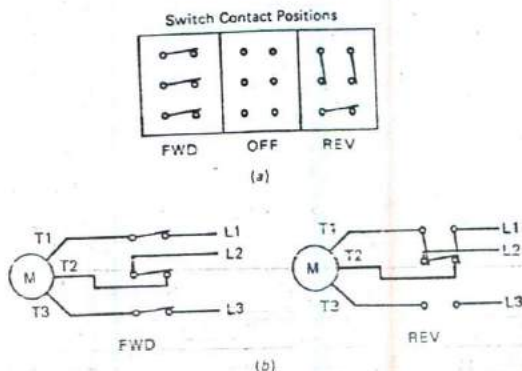 Switch Contact Positions
FWD OFF REV
(a)
T1 L1
T2 L2
M
T3 L3
FWD
T1 L1
T2 L2
M
T3 L3
REV
(b)